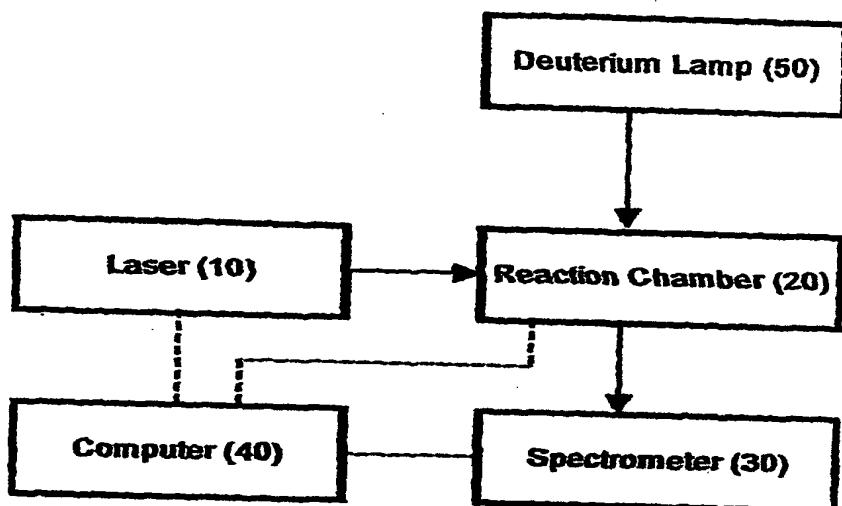 Deuterium Lamp (50)
Laser (10)
Reaction Chamber (20)
Computer (40)
Spectrometer (30)